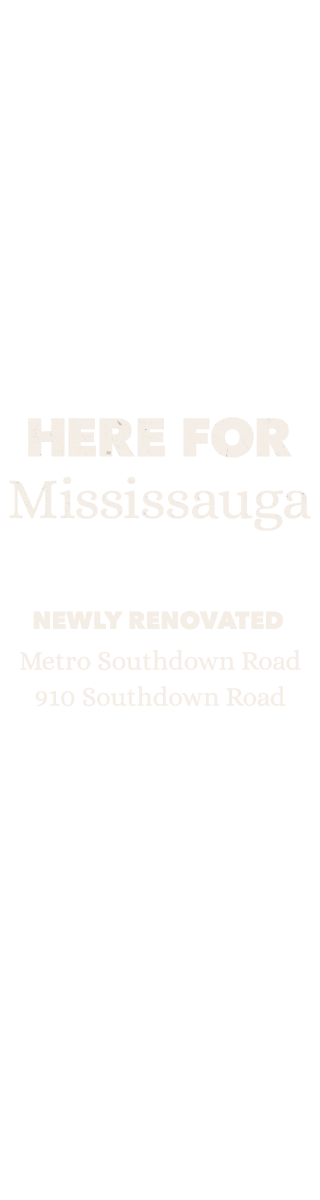 HERE FOR
Mississauga
NEWLY RENOVATED
Metro Southdown Road
910 Southdown Road